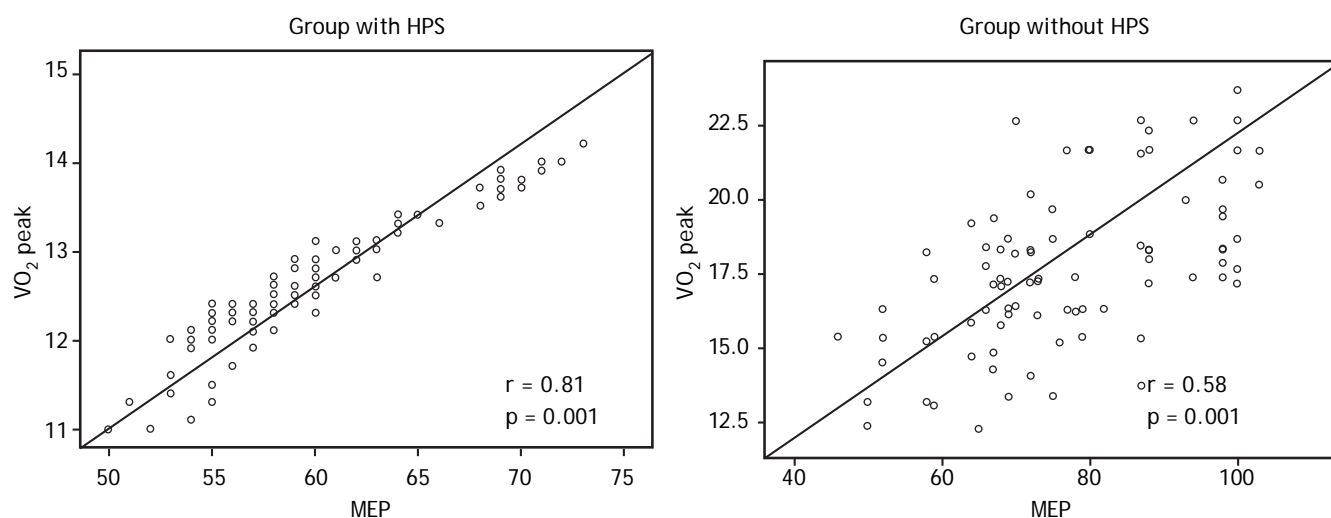 Group with HPS
15
14
13
12
11
VO2 peak
r = 0.81
p = 0.001
50 55 60 65 70 75
MEP
Group without HPS
22.5
20.0
17.5
15.0
12.5
VO2 peak
r = 0.58
p = 0.001
40 60 80 100
MEP